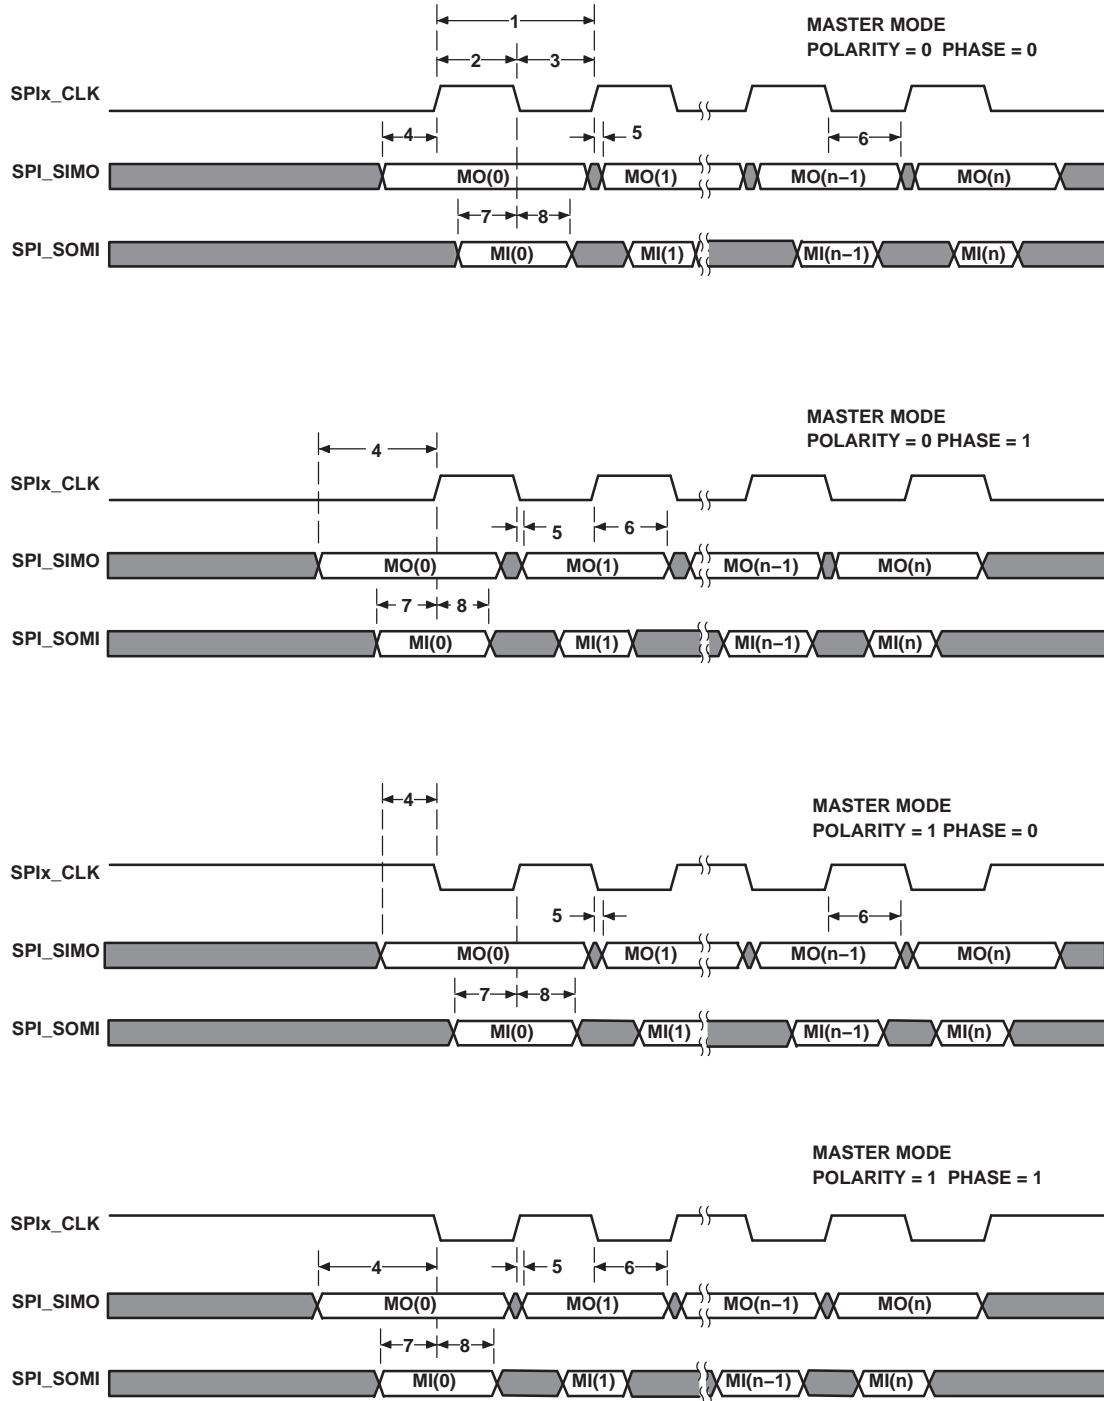 1
MASTER MODE
POLARITY = 0 PHASE = 0
2 3
SPIx_CLK
4 5 6
SPI_SIMO MO(0) MO(1) MO(n−1) MO(n)
7 8
SPI_SOMI MI(0) MI(1) MI(n−1) MI(n)
MASTER MODE
POLARITY = 0 PHASE = 1
4
SPIx_CLK
5 6
SPI_SIMO MO(0) MO(1) MO(n−1) MO(n)
7 8
SPI_SOMI MI(0) MI(1) MI(n−1) MI(n)
4
MASTER MODE
POLARITY = 1 PHASE = 0
SPIx_CLK
5 6
SPI_SIMO MO(0) MO(1) MO(n−1) MO(n)
7 8
SPI_SOMI MI(0) MI(1) MI(n−1) MI(n)
MASTER MODE
POLARITY = 1 PHASE = 1
SPIx_CLK
4 5 6
SPI_SIMO MO(0) MO(1) MO(n−1) MO(n)
7 8
SPI_SOMI MI(0) MI(1) MI(n−1) MI(n)